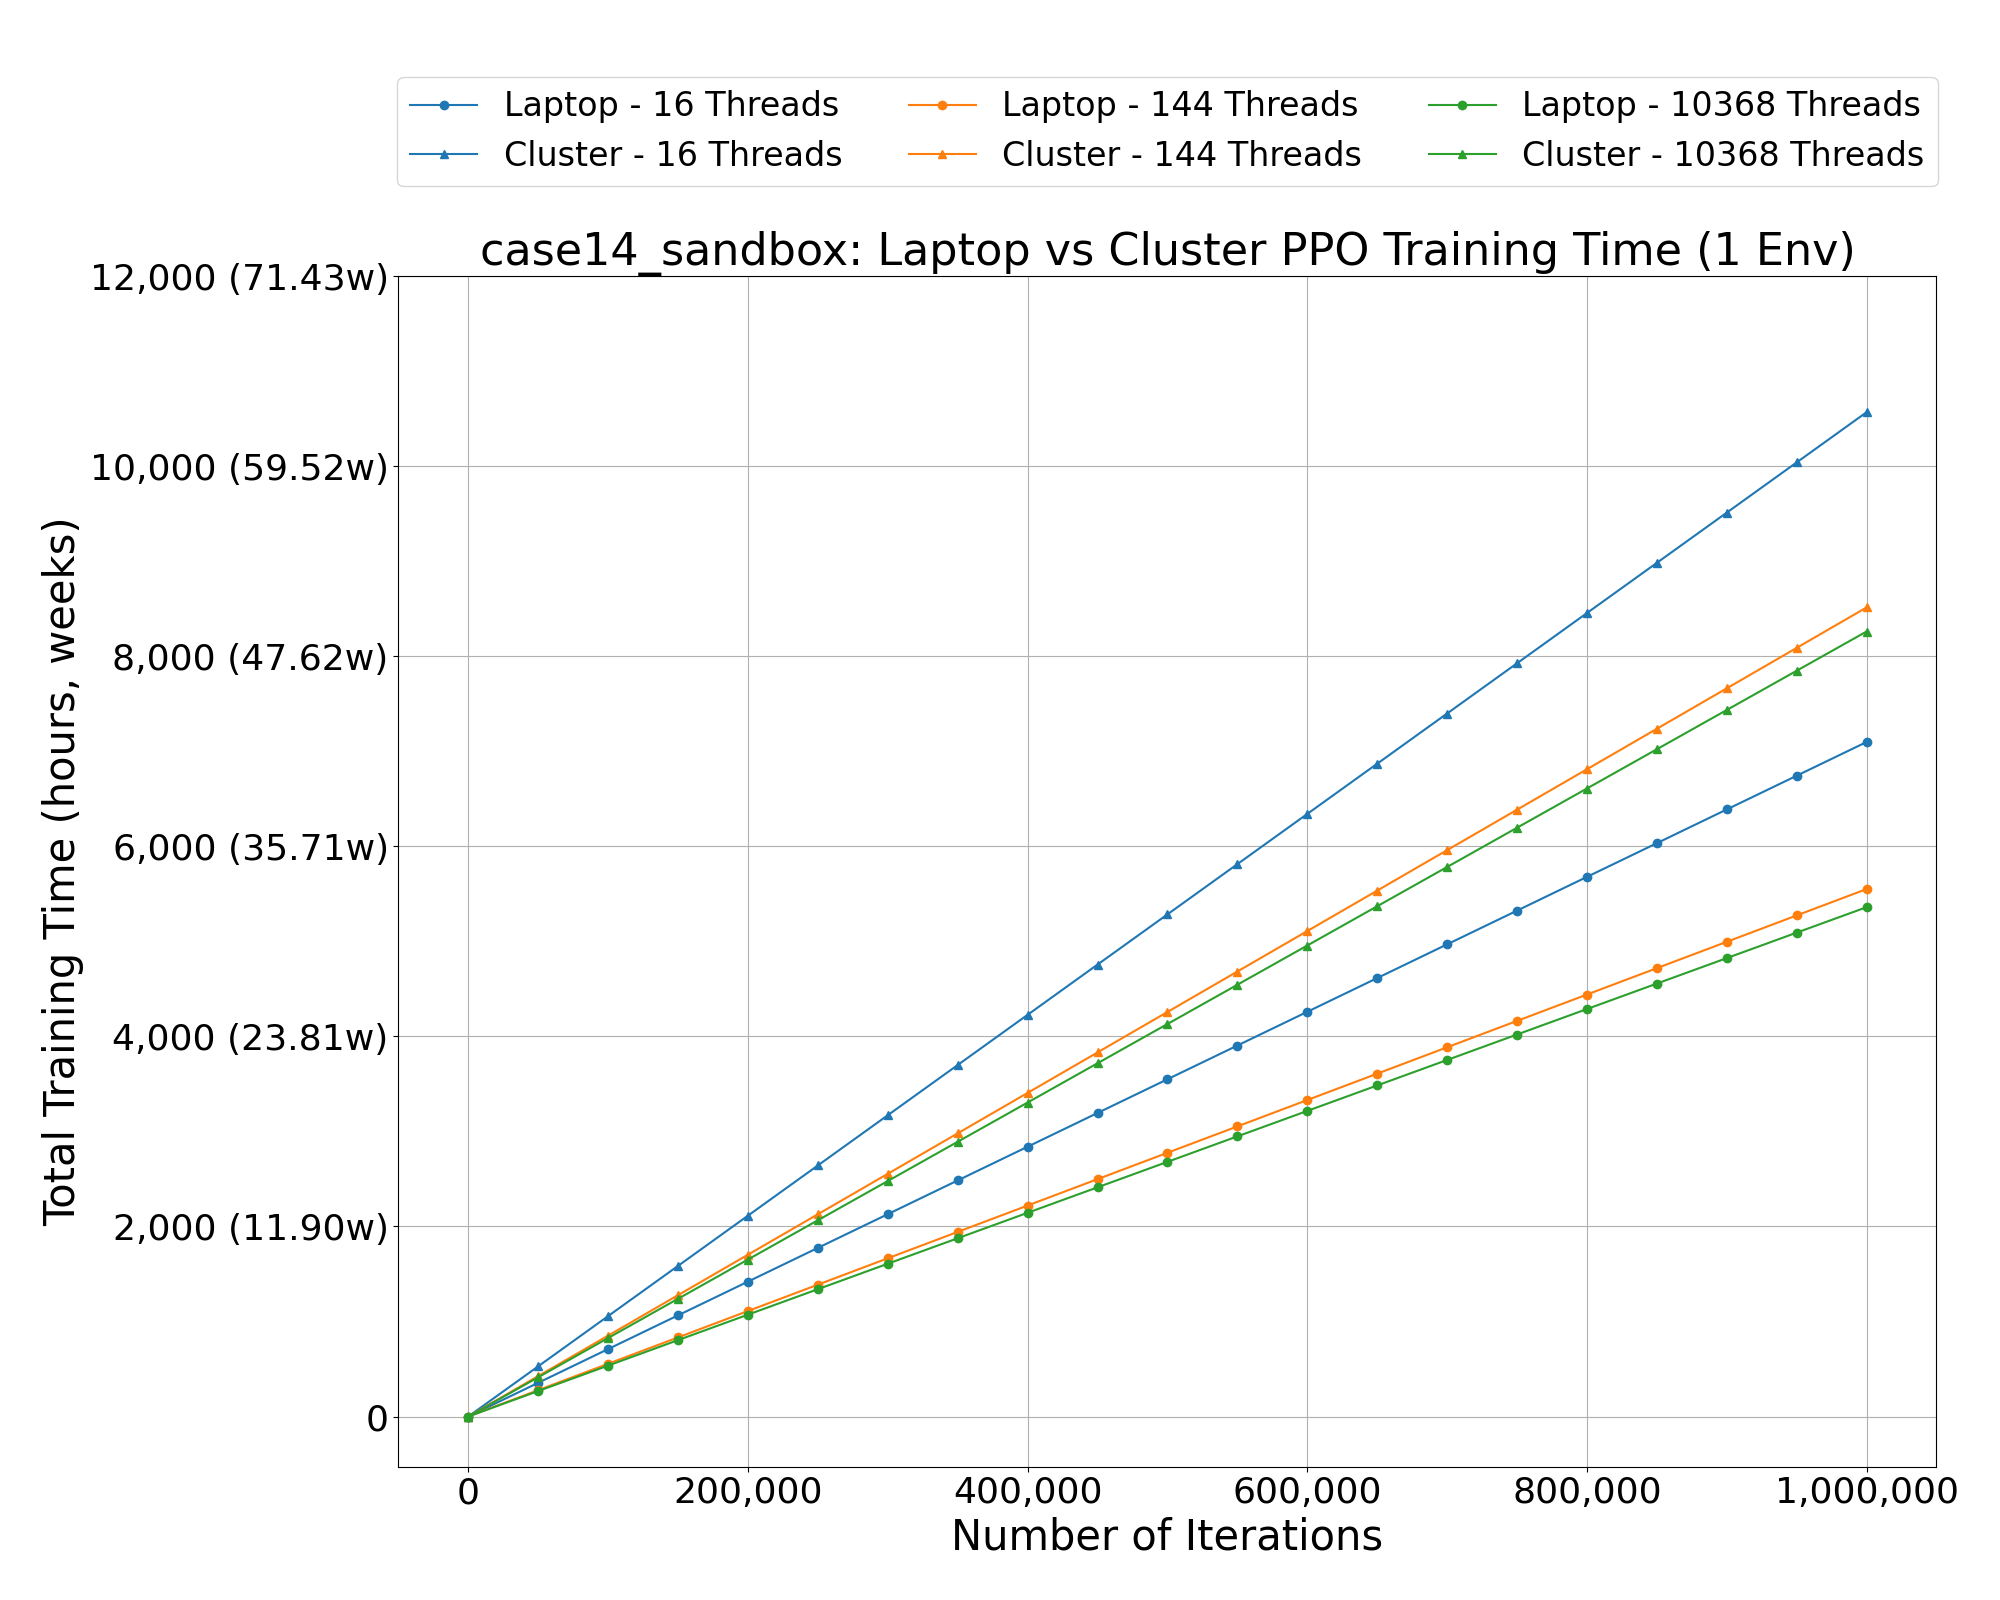 Laptop - 16 Threads
Cluster - 16 Threads
Laptop - 144 Threads
Cluster - 144 Threads
Laptop - 10368 Threads
Cluster - 10368 Threads
case14_sandbox: Laptop vs Cluster PPO Training Time (1 Env)
Total Training Time (hours, weeks)
12,000 (71.43w)
10,000 (59.52w)
8,000 (47.62w)
6,000 (35.71w)
4,000 (23.81w)
2,000 (11.90w)
0
0
200,000
400,000
600,000
800,000
1,000,000
Number of Iterations